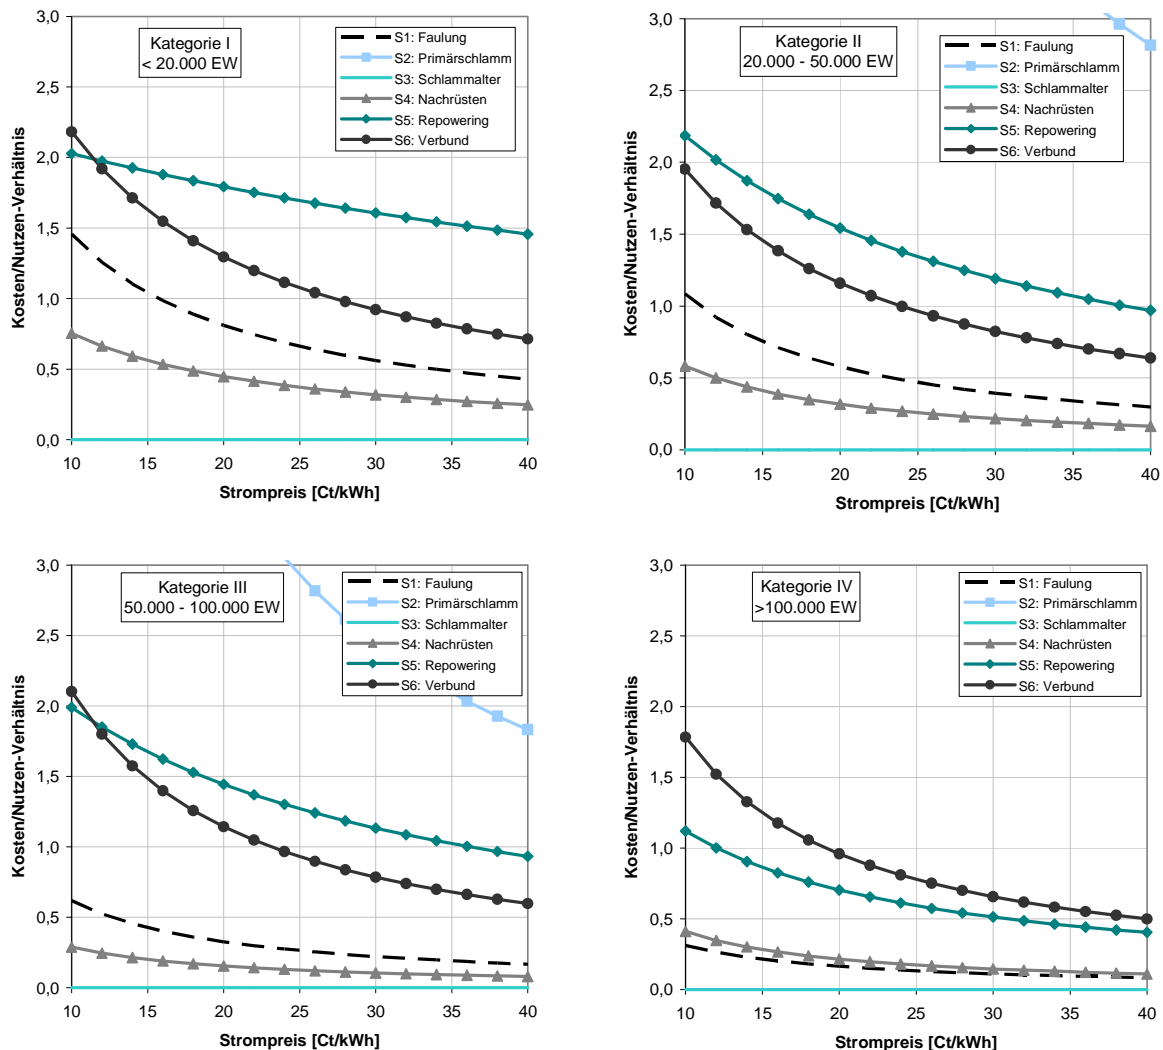 Kategorie I
< 20.000 EW
S1: Faulung
S2: Primärschlamm
S3: Schlammalter
S4: Nachrüsten
S5: Repowering
S6: Verbund
Kosten/Nutzen-Verhältnis
3,0
2,5
2,0
1,5
1,0
0,5
0,0
10 15 20 25 30 35 40
Strompreis [Ct/kWh]
Kategorie II
20.000 - 50.000 EW
S1: Faulung
S2: Primärschlamm
S3: Schlammalter
S4: Nachrüsten
S5: Repowering
S6: Verbund
Kosten/Nutzen-Verhältnis
3,0
2,5
2,0
1,5
1,0
0,5
0,0
10 15 20 25 30 35 40
Strompreis [Ct/kWh]
Kategorie III
50.000 - 100.000 EW
S1: Faulung
S2: Primärschlamm
S3: Schlammalter
S4: Nachrüsten
S5: Repowering
S6: Verbund
Kosten/Nutzen-Verhältnis
3,0
2,5
2,0
1,5
1,0
0,5
0,0
10 15 20 25 30 35 40
Strompreis [Ct/kWh]
Kategorie IV
>100.000 EW
S1: Faulung
S2: Primärschlamm
S3: Schlammalter
S4: Nachrüsten
S5: Repowering
S6: Verbund
Kosten/Nutzen-Verhältnis
3,0
2,5
2,0
1,5
1,0
0,5
0,0
10 15 20 25 30 35 40
Strompreis [Ct/kWh]